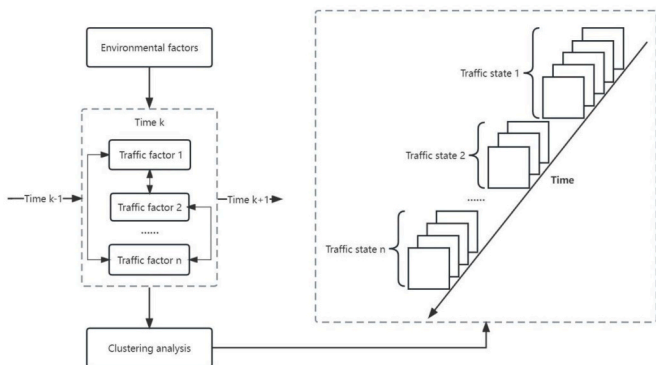 Environmental factors
Time k
Traffic factor 1
Time k-1
Traffic factor 2
Time k+1
......
Traffic factor n
Clustering analysis
Traffic state 1
Traffic state 2
Time
......
Traffic state n